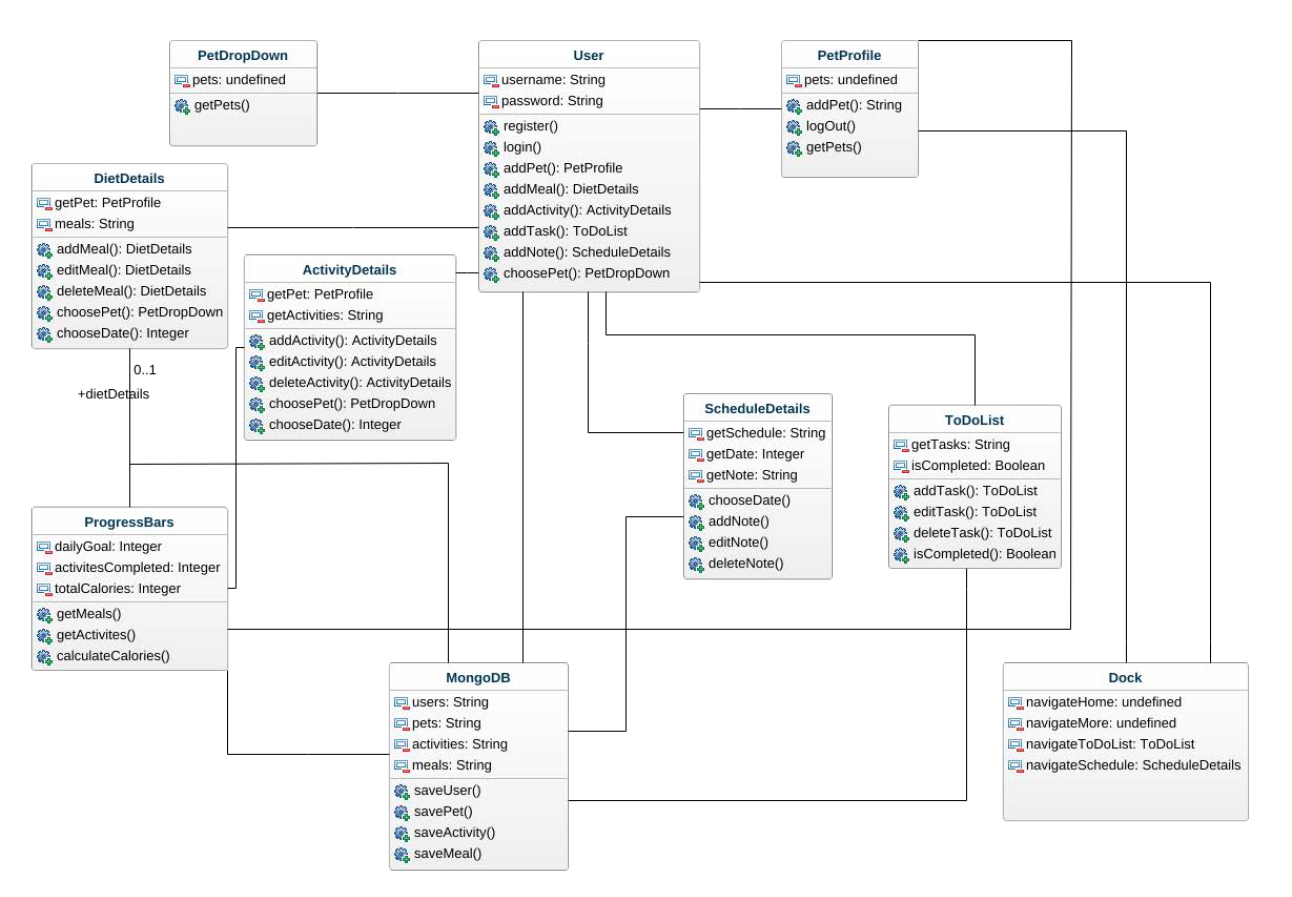 PetDropDown
pets: undefined
getPets()
User
username: String
password: String
register()
login()
addPet(): PetProfile
addMeal(): DietDetails
addActivity(): ActivityDetails
addTask(): ToDoList
addNote(): ScheduleDetails
choosePet(): PetDropDown
PetProfile
pets: undefined
addPet(): String
logOut()
getPets()
DietDetails
getPet: PetProfile
meals: String
addMeal(): DietDetails
editMeal(): DietDetails
deleteMeal(): DietDetails
choosePet(): PetDropDown
chooseDate(): Integer
0..1
+dietDetails
ActivityDetails
getPet: PetProfile
getActivities: String
addActivity(): ActivityDetails
editActivity(): ActivityDetails
deleteActivity(): ActivityDetails
choosePet(): PetDropDown
chooseDate(): Integer
ScheduleDetails
getSchedule: String
getDate: Integer
getNote: String
chooseDate()
addNote()
editNote()
deleteNote()
ToDoList
getTasks: String
isCompleted: Boolean
addTask(): ToDoList
editTask(): ToDoList
deleteTask(): ToDoList
isCompleted(): Boolean
ProgressBars
dailyGoal: Integer
activitesCompleted: Integer
totalCalories: Integer
getMeals()
getActivites()
calculateCalories()
MongoDB
users: String
pets: String
activities: String
meals: String
saveUser()
savePet()
saveActivity()
saveMeal()
Dock
navigateHome: undefined
navigateMore: undefined
navigateToDoList: ToDoList
navigateSchedule: ScheduleDetails